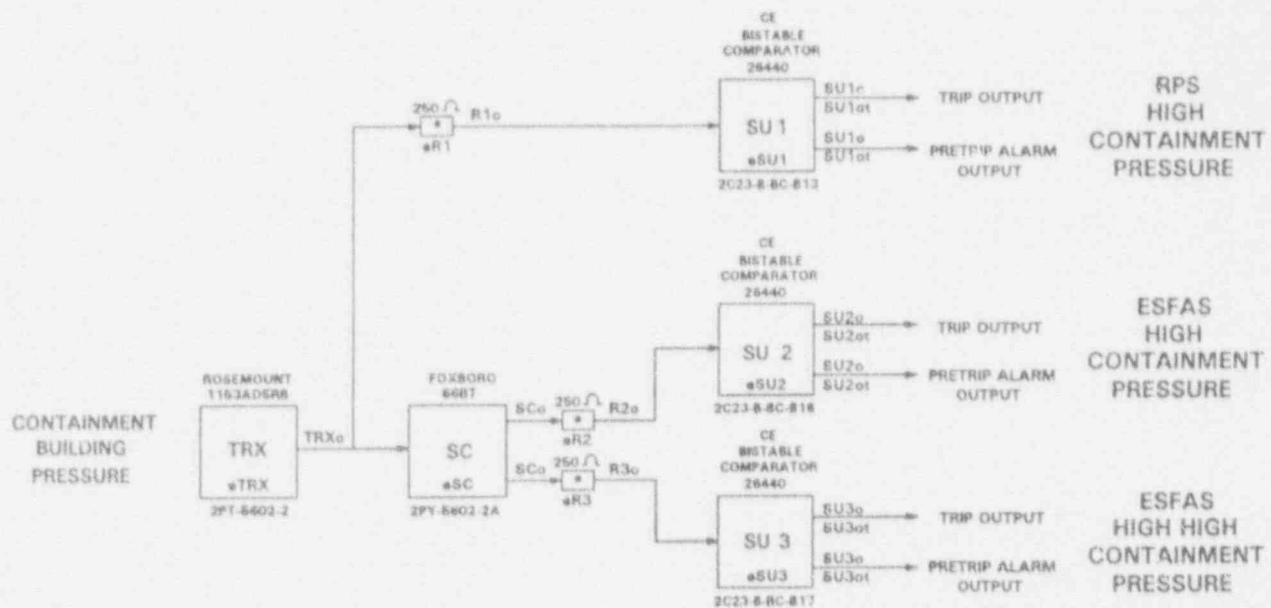 CE
BISTABLE
COMPARATOR
26440
250 Ω
*
eR1
R1o
SU 1
eSU1
2C23-8-BC-B13
SU1o
SU1ot
TRIP OUTPUT
SU1o
SU1ot
PRETRIP ALARM
OUTPUT
RPS
HIGH
CONTAINMENT
PRESSURE
CE
BISTABLE
COMPARATOR
26440
SU 2
eSU2
2C23-8-BC-B16
SU2o
SU2ot
TRIP OUTPUT
SU2o
SU2ot
PRETRIP ALARM
OUTPUT
ESFAS
HIGH
CONTAINMENT
PRESSURE
CONTAINMENT
BUILDING
PRESSURE
ROSEMOUNT
TRX
eTRX
2PT-5602-2
TRXo
FOXBORO
66BT
SC
eSC
2PY-5602-2A
SCo
250 Ω
*
eR2
R2o
SCo
250 Ω
*
eR3
R3o
CE
BISTABLE
COMPARATOR
26440
SU 3
eSU3
2C23-8-BC-B17
SU3o
SU3ot
TRIP OUTPUT
SU3o
SU3ot
PRETRIP ALARM
OUTPUT
ESFAS
HIGH HIGH
CONTAINMENT
PRESSURE